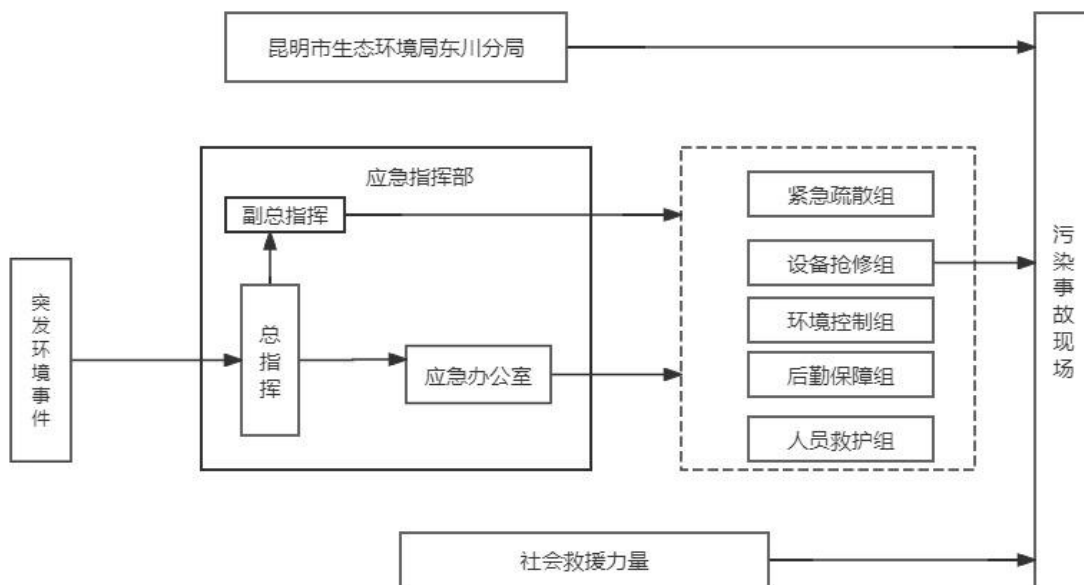 昆明市生态环境局东川分局
应急指挥部
副总指挥
总指挥
应急办公室
突发环境事件
紧急疏散组
设备抢修组
环境控制组
后勤保障组
人员救护组
污染事故现场
社会救援力量